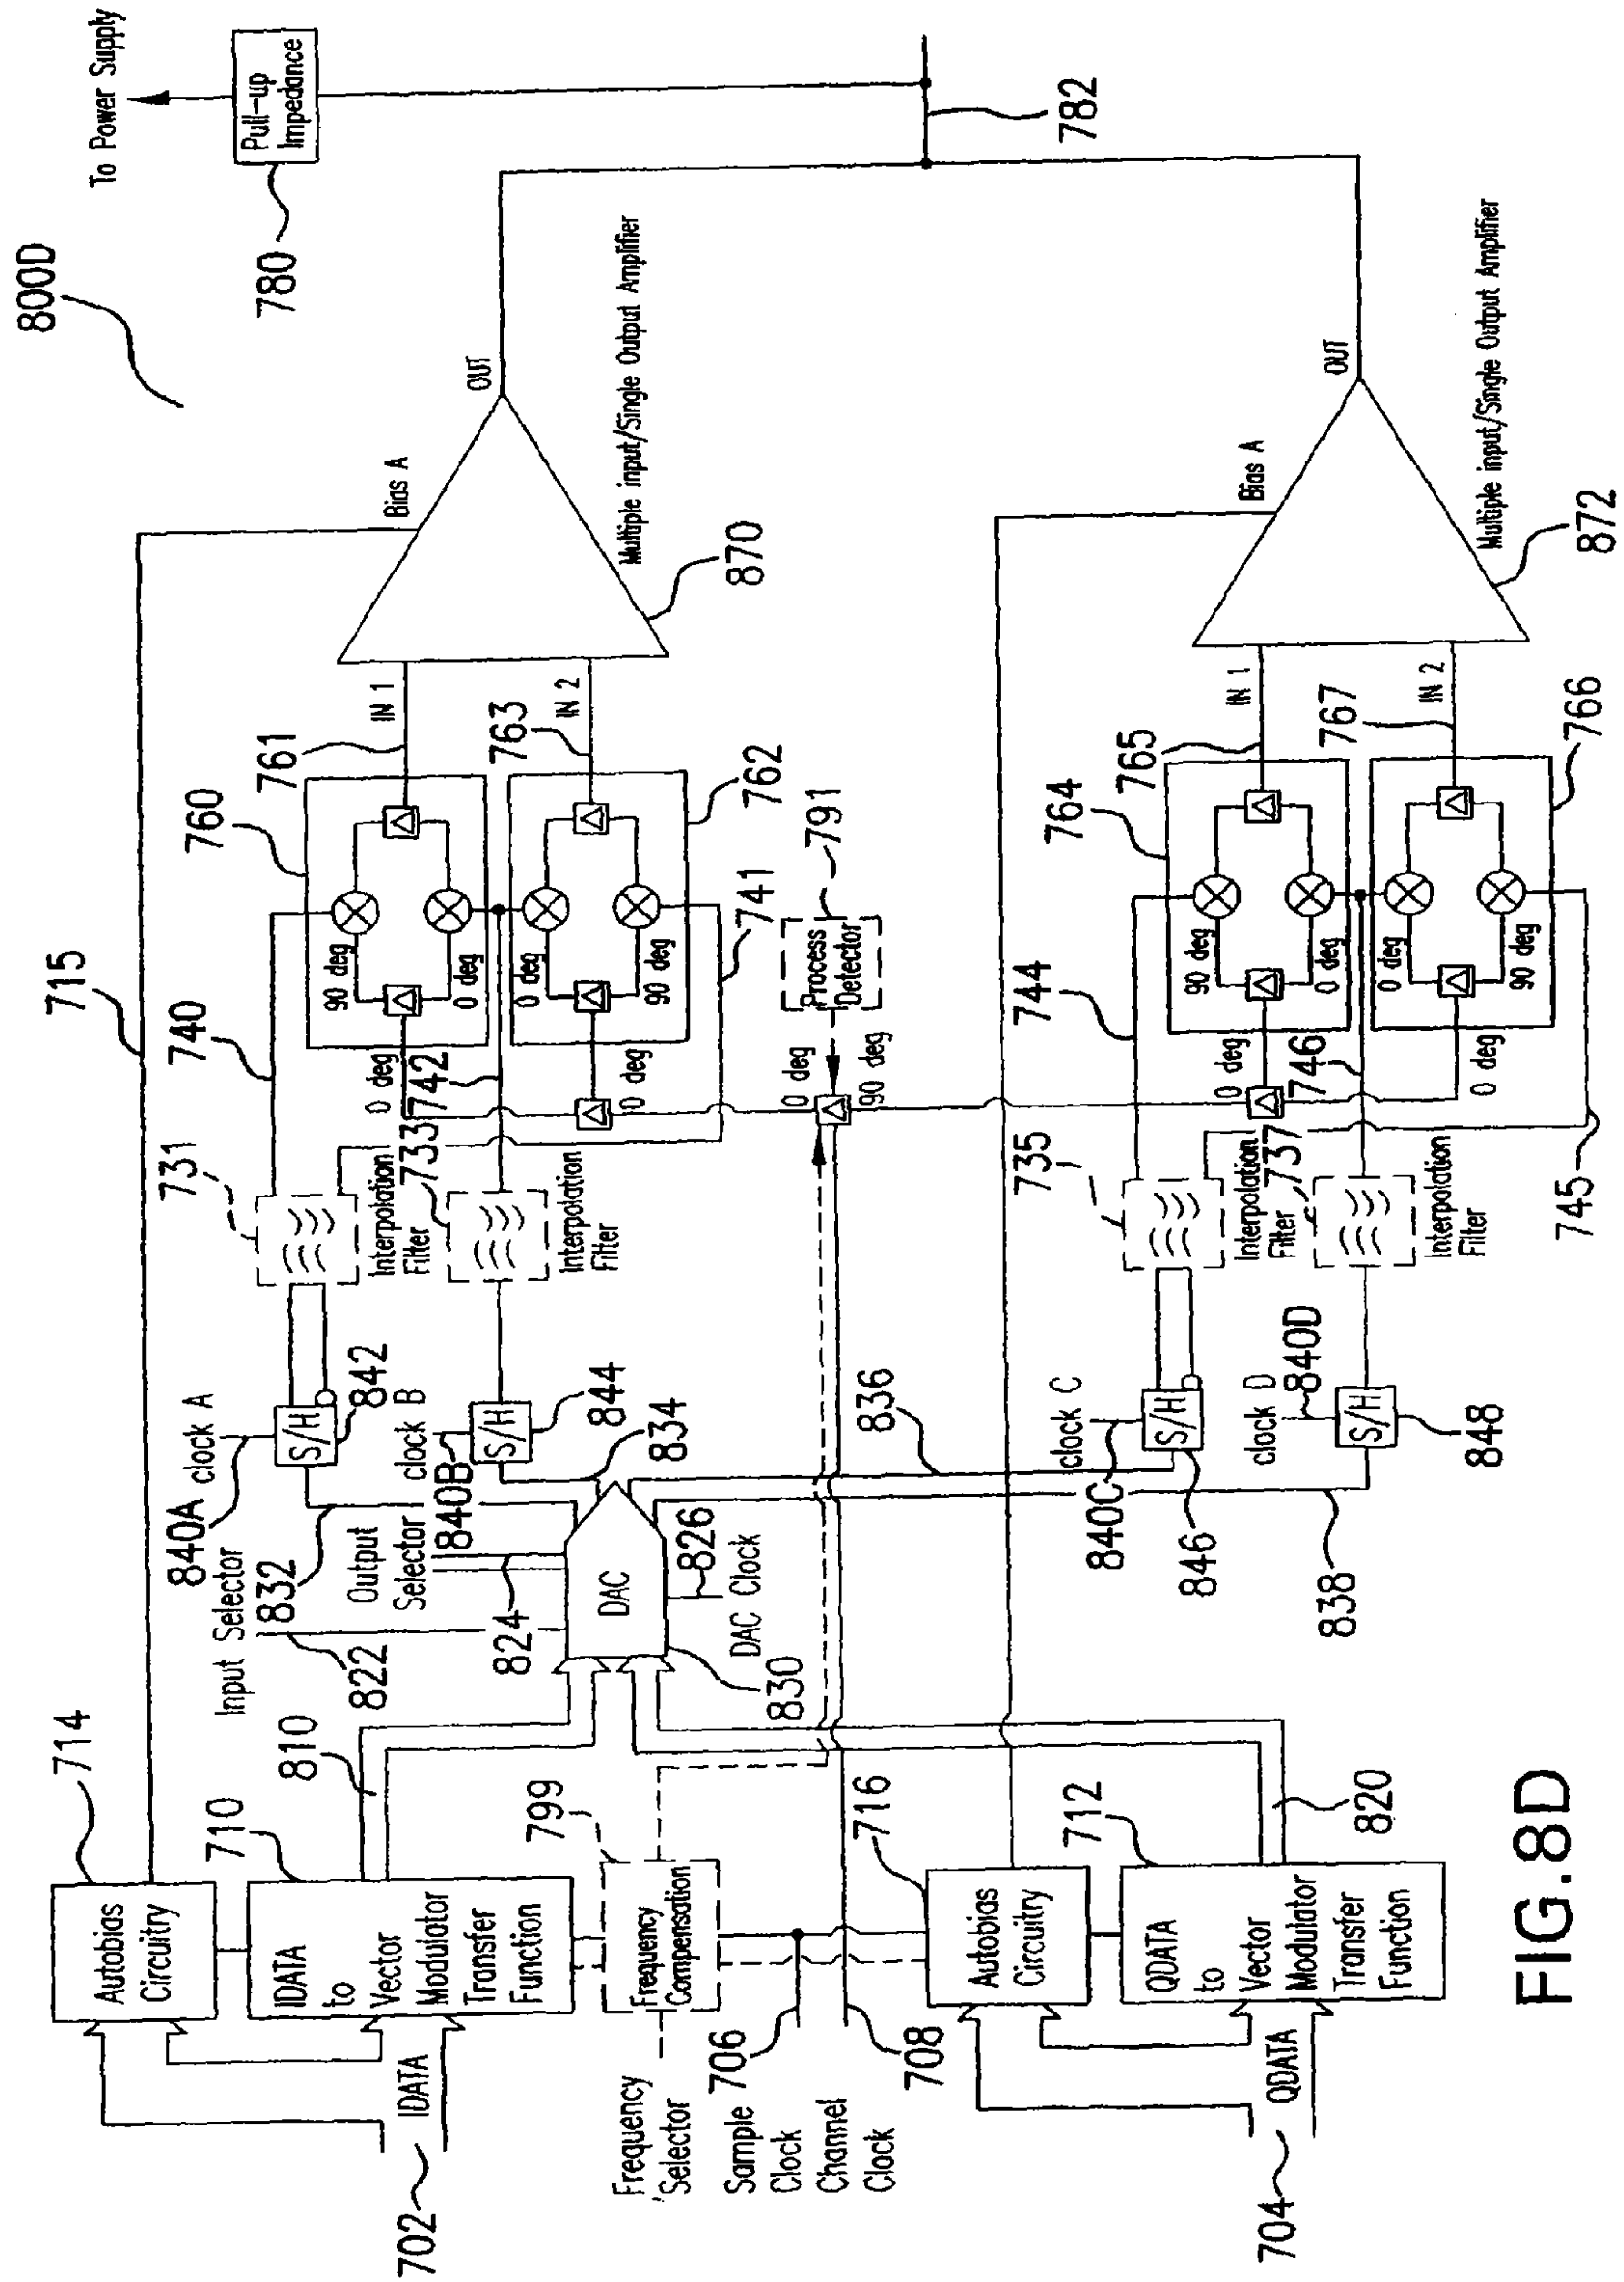 800D
To Power Supply
Pull-up
Impedance
780
782
714
Autobias
Circuitry
715
Bias A
OUT
Multiple input/Single Output Amplifier
870
710
IDATA
to
Vector
Modulator
Transfer
Function
IDATA
702
810
Input Selector
822
Output
Selector
824
DAC
830
826
DAC Clock
832
834
836
838
840A
clock A
S/H
842
840B
clock B
S/H
844
731
Interpolation
Filter
733
Interpolation
Filter
740
742
741
0 deg
0 deg
760
90 deg
0 deg
761
IN 1
762
0 deg
90 deg
763
IN 2
791
Process
Detector
0 deg
90 deg
799
Frequency
Compensation
Frequency
Selector
706
Sample
Clock
Channel
Clock
708
716
Autobias
Circuitry
712
QDATA
to
Vector
Modulator
Transfer
Function
QDATA
704
820
clock C
840C
S/H
846
clock D
840D
S/H
848
735
Interpolation
Filter
737
Interpolation
Filter
744
746
745
0 deg
0 deg
764
90 deg
0 deg
765
IN 1
766
0 deg
90 deg
767
IN 2
Bias A
OUT
Multiple input/Single Output Amplifier
872
FIG.8D